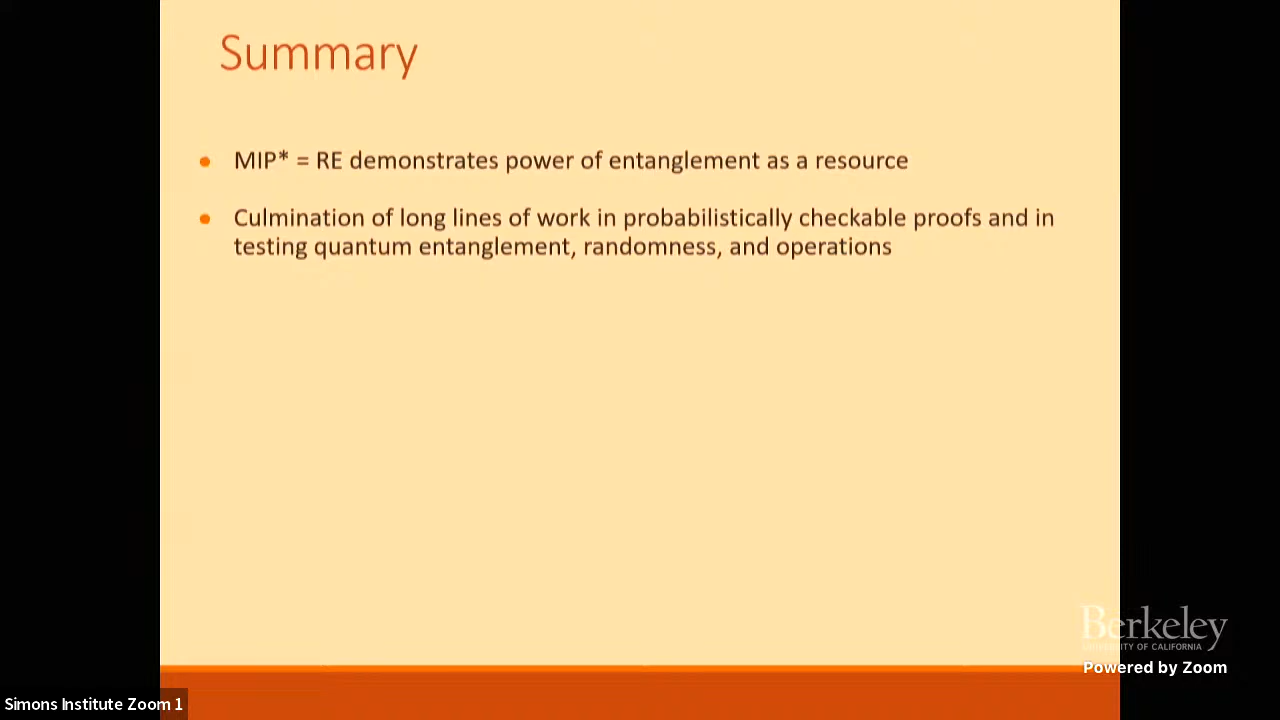 Summary
MIP* = RE demonstrates power of entanglement as a resource
Culmination of long lines of work in probabilistically checkable proofs and in
testing quantum entanglement, randomness, and operations
Berkeley
UNIVERSITY OF CALIFORNIA
Powered by Zoom
Simons Institute Zoom 1